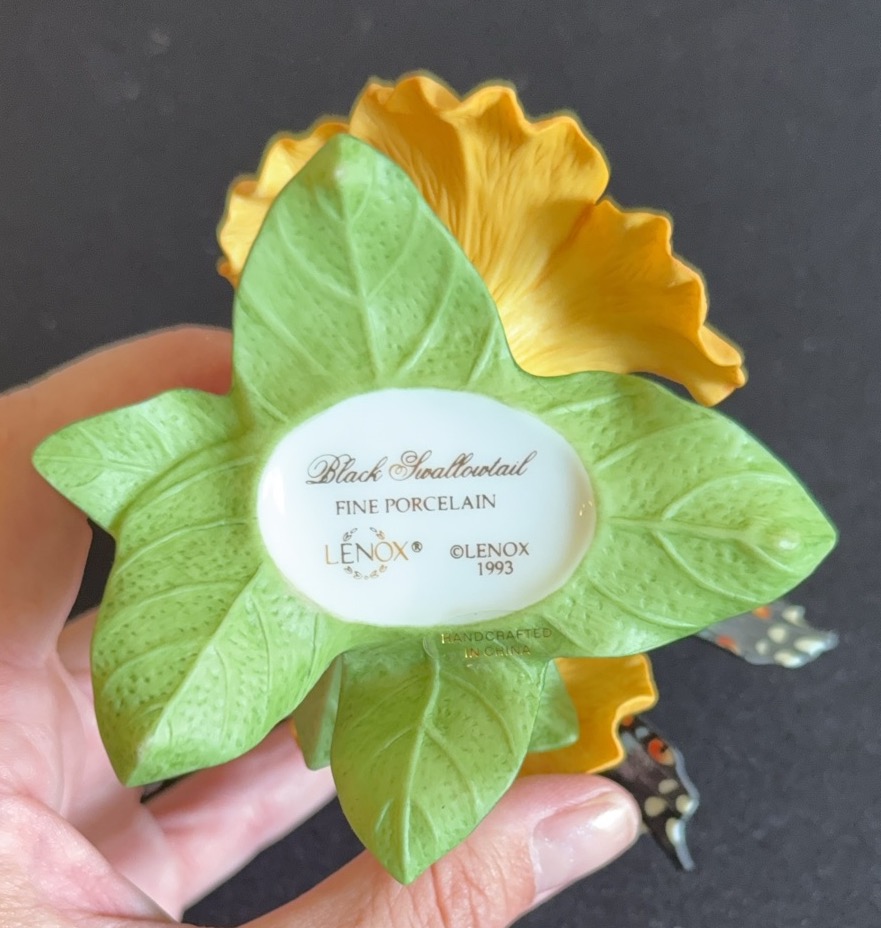 Black Swallowtail
FINE PORCELAIN
LENOX®
©LENOX
1993
HANDCRAFTED
IN CHINA